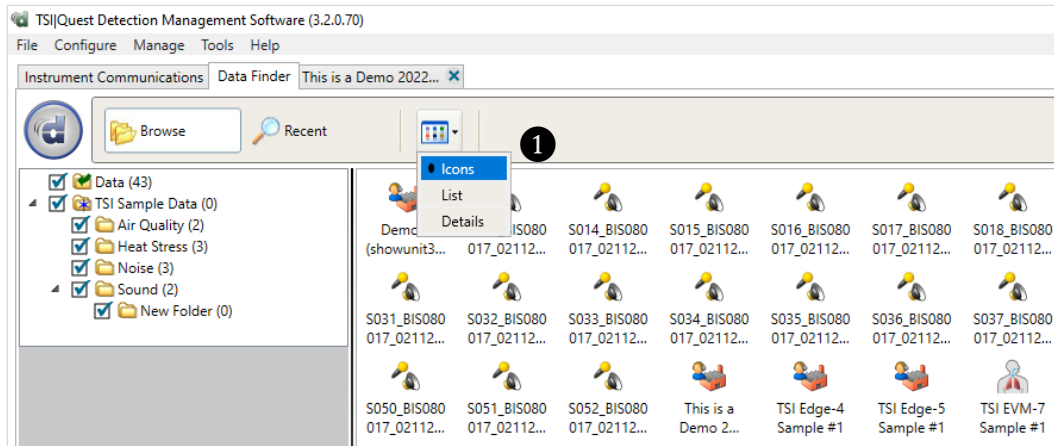 TSI|Quest Detection Management Software (3.2.0.70)
File Configure Manage Tools Help
Instrument Communications Data Finder This is a Demo 2022...
Browse Recent
1
Icons
List
Details
Data (43)
TSI Sample Data (0)
Air Quality (2)
Heat Stress (3)
Noise (3)
Sound (2)
New Folder (0)
Demo S014_BIS080 S015_BIS080 S016_BIS080 S017_BIS080 S018_BIS080
(showunit3... 017_02112... 017_02112... 017_02112... 017_02112... 017_02112... 017_02112...
S031_BIS080 S032_BIS080 S033_BIS080 S034_BIS080 S035_BIS080 S036_BIS080 S037_BIS080
017_02112... 017_02112... 017_02112... 017_02112... 017_02112... 017_02112... 017_02112...
S050_BIS080 S051_BIS080 S052_BIS080 This is a TSI Edge-4 TSI Edge-5 TSI EVM-7
017_02112... 017_02112... 017_02112... Demo 2... Sample #1 Sample #1 Sample #1